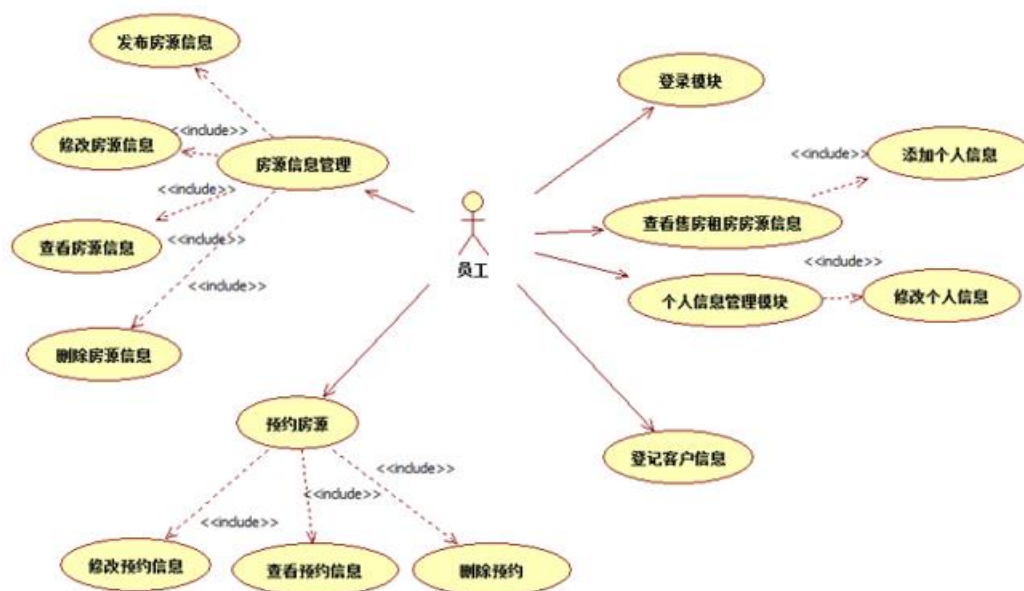 发布房源信息
登录模块
<<include>>
修改房源信息
房源信息管理
<<include>>
添加个人信息
<<include>>
查看房源信息
<<include>>
员工
查看售房租房房源信息
<<include>>
<<include>>
个人信息管理模块
修改个人信息
删除房源信息
预约房源
登记客户信息
<<include>>
<<include>>
<<include>>
修改预约信息
查看预约信息
删除预约